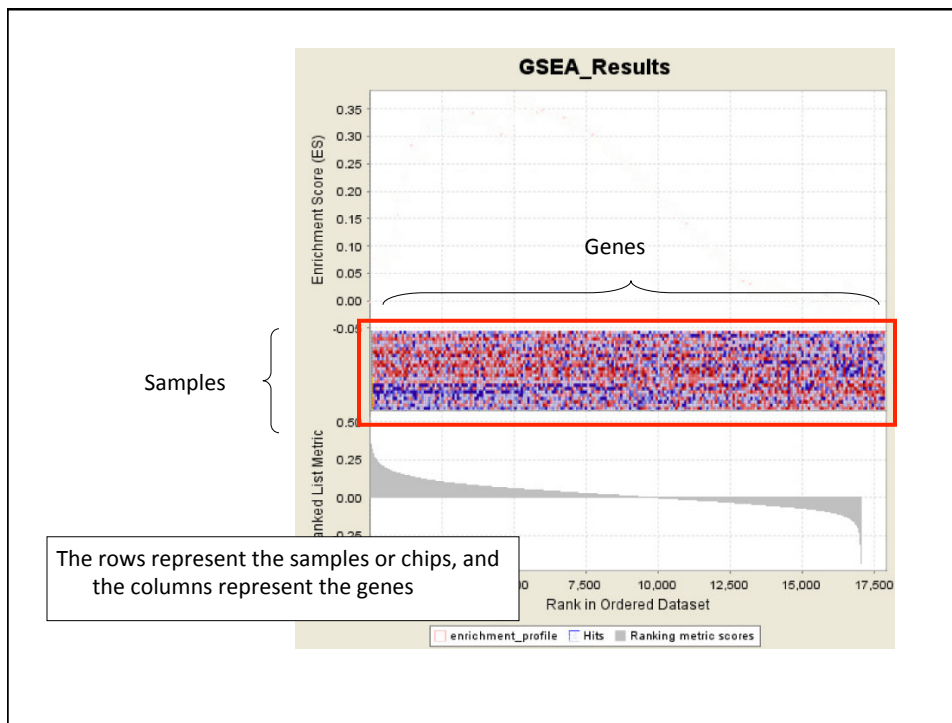 GSEA_Results
0.35
0.30
0.25
0.20
0.15
0.10
0.05
0.00
-0.05
Enrichment Score (ES)
Genes
Samples
0.50
0.25
0.00
The rows represent the samples or chips, and
the columns represent the genes
7,500 10,000 12,500 15,000 17,500
Rank in Ordered Dataset
enrichment_profile Hits Ranking metric scores